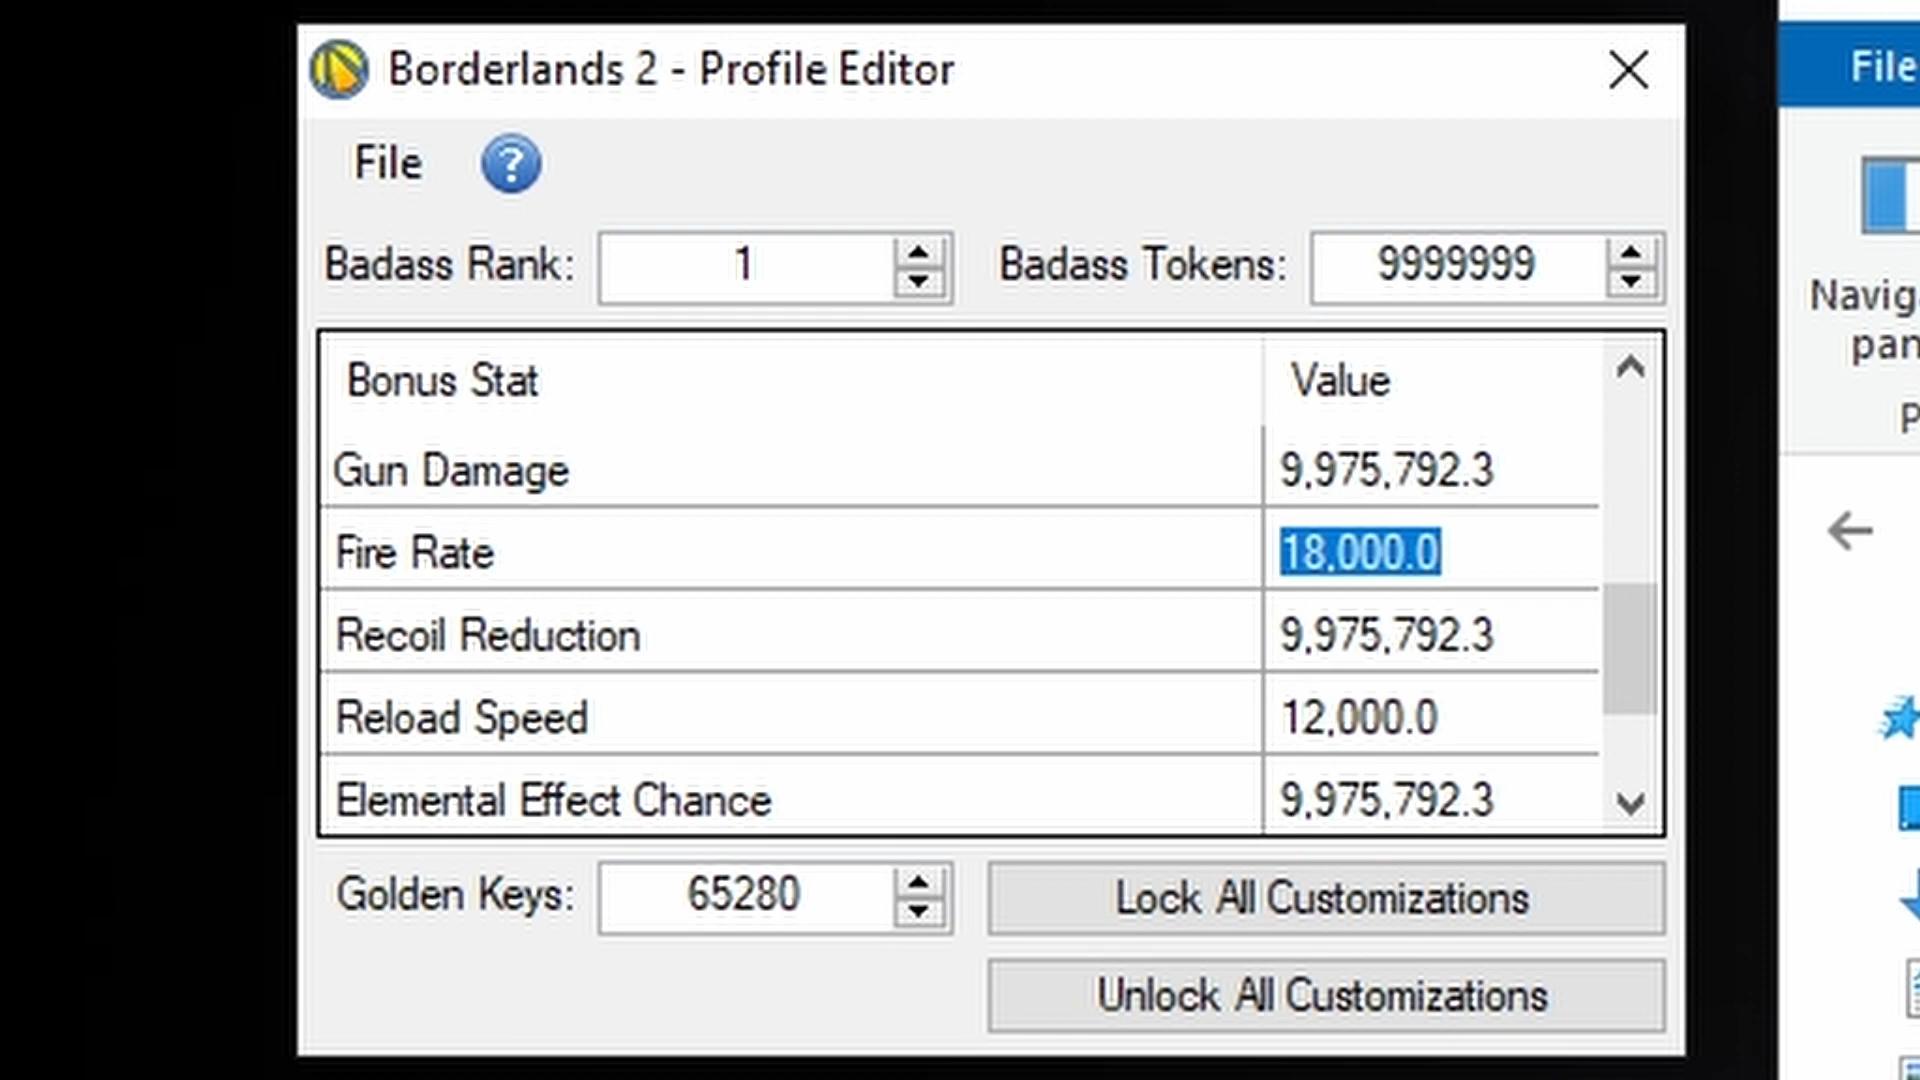 Borderlands 2 - Profile Editor
File
File
Badass Rank: 1 Badass Tokens: 9999999
Bonus Stat Value
Gun Damage 9,975,792.3
Fire Rate 18,000.0
Recoil Reduction 9,975,792.3
Reload Speed 12,000.0
Elemental Effect Chance 9,975,792.3
Golden Keys: 65280 Lock All Customizations
Unlock All Customizations